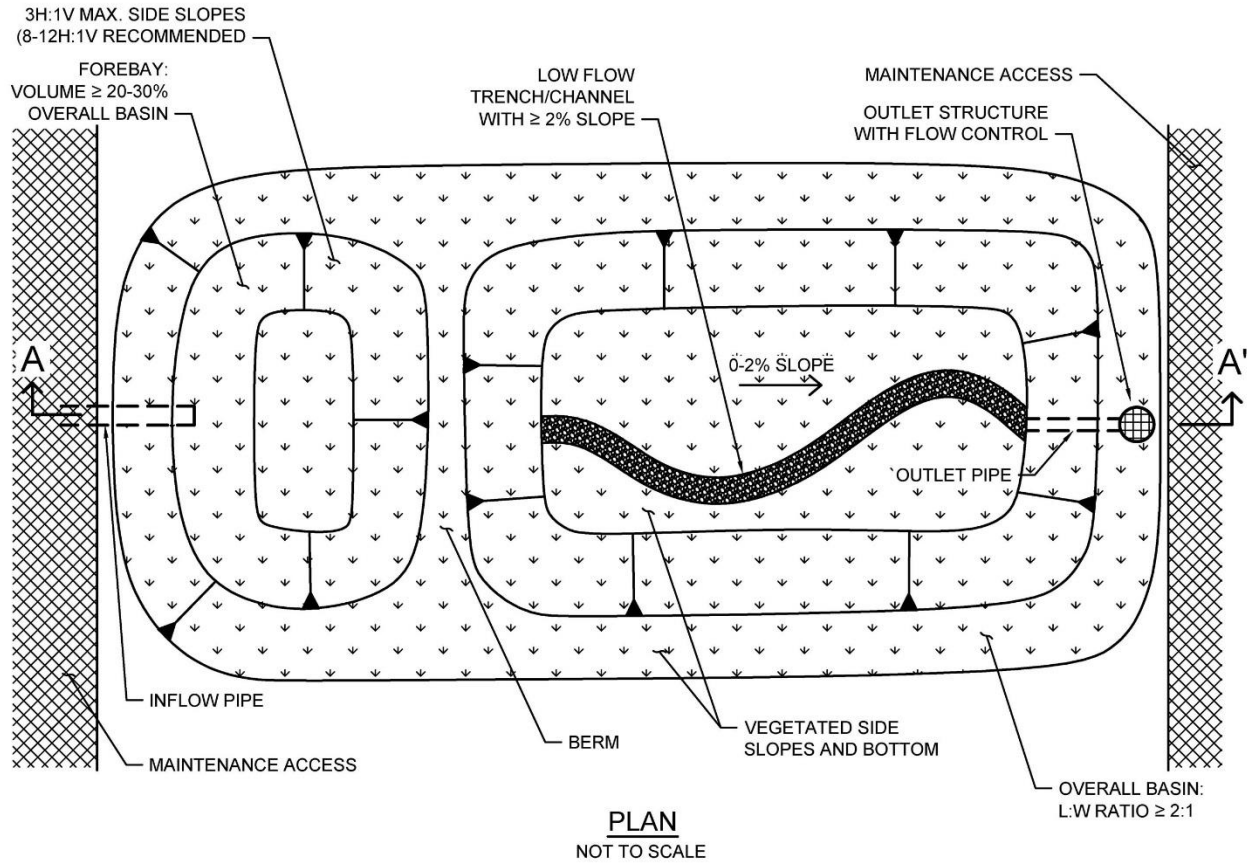 3H:1V MAX. SIDE SLOPES
(8-12H:1V RECOMMENDED
FOREBAY:
VOLUME ≥ 20-30%
OVERALL BASIN
LOW FLOW
TRENCH/CHANNEL
WITH ≥ 2% SLOPE
MAINTENANCE ACCESS
OUTLET STRUCTURE
WITH FLOW CONTROL
A
A'
0-2% SLOPE
`OUTLET PIPE
INFLOW PIPE
MAINTENANCE ACCESS
BERM
VEGETATED SIDE
SLOPES AND BOTTOM
OVERALL BASIN:
L:W RATIO ≥ 2:1
PLAN
NOT TO SCALE